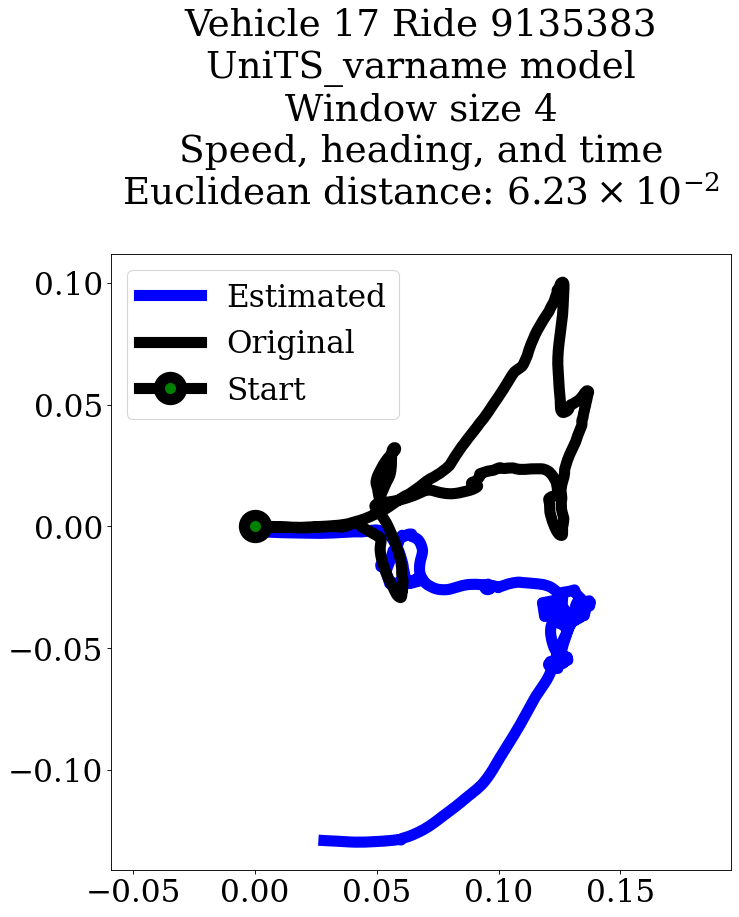 Vehicle 17 Ride 9135383
UniTS_varname model
Window size 4
Speed, heading, and time
Euclidean distance: 6.23 × 10⁻²
Estimated
Original
Start
0.10
0.05
0.00
−0.05
−0.10
−0.05 0.00 0.05 0.10 0.15